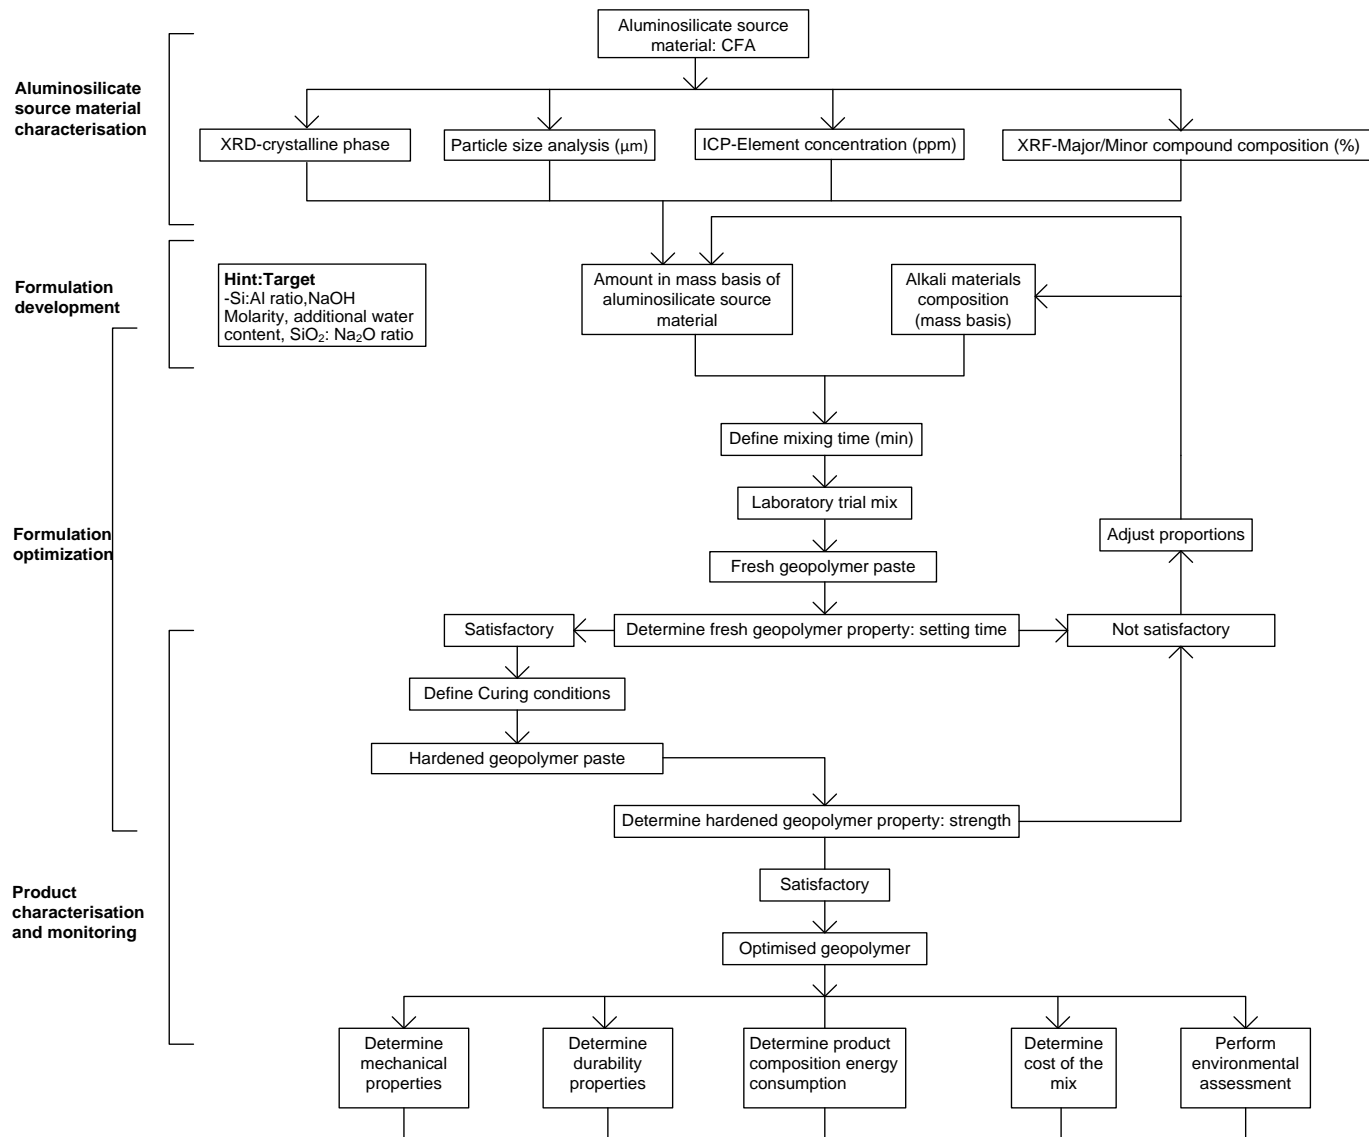 Aluminosilicate source
material: CFA
Aluminosilicate
source material
characterisation
XRD-crystalline phase
Particle size analysis (µm)
ICP-Element concentration (ppm)
XRF-Major/Minor compound composition (%)
Formulation
development
Hint:Target
-Si:Al ratio,NaOH
Molarity, additional water
content, SiO₂: Na₂O ratio
Amount in mass basis of
aluminosilicate source
material
Alkali materials
composition
(mass basis)
Define mixing time (min)
Laboratory trial mix
Formulation
optimization
Adjust proportions
Fresh geopolymer paste
Satisfactory
Determine fresh geopolymer property: setting time
Not satisfactory
Define Curing conditions
Hardened geopolymer paste
Determine hardened geopolymer property: strength
Product
characterisation
and monitoring
Satisfactory
Optimised geopolymer
Determine
mechanical
properties
Determine
durability
properties
Determine product
composition energy
consumption
Determine
cost of the
mix
Perform
environmental
assessment